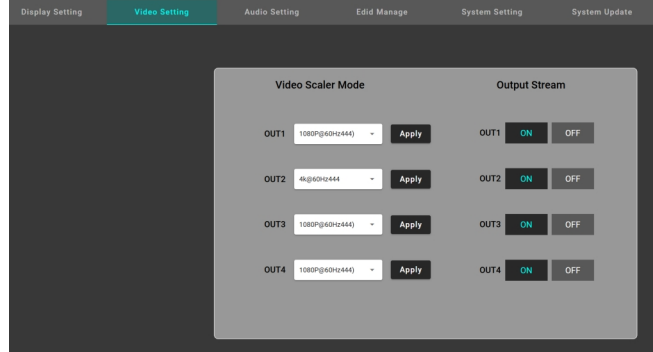 Display Setting Video Setting Audio Setting Edid Manage System Setting System Update
Video Scaler Mode Output Stream
OUT1 1080P@60Hz444) Apply OUT1 ON OFF
OUT2 4k@60Hz444 Apply OUT2 ON OFF
OUT3 1080P@60Hz444) Apply OUT3 ON OFF
OUT4 1080P@60Hz444) Apply OUT4 ON OFF